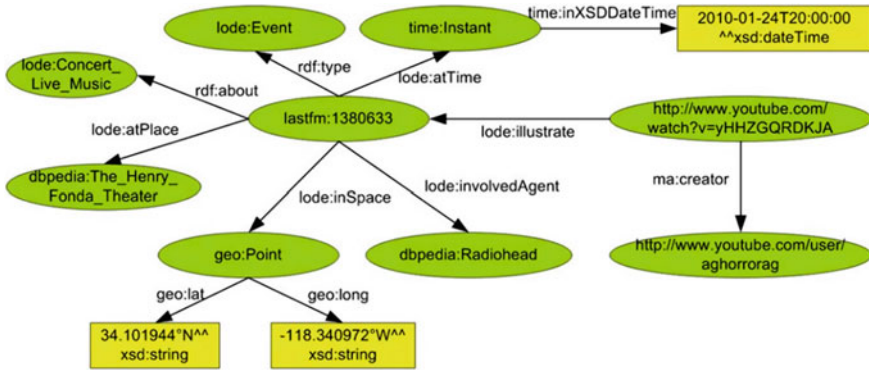 lode:Event
time:Instant
time:inXSDDateTime
2010-01-24T20:00:00
^^xsd:dateTime
lode:Concert_
Live_Music
rdf:type
lode:atTime
rdf:about
lode:atPlace
lastfm:1380633
lode:illustrate
http://www.youtube.com/
watch?v=yHHZGQRDKJA
dbpedia:The_Henry_
Fonda_Theater
lode:inSpace
lode:involvedAgent
ma:creator
geo:Point
dbpedia:Radiohead
http://www.youtube.com/user/
aghorrorag
geo:lat
geo:long
34.101944°N^^
xsd:string
-118.340972°W^^
xsd:string